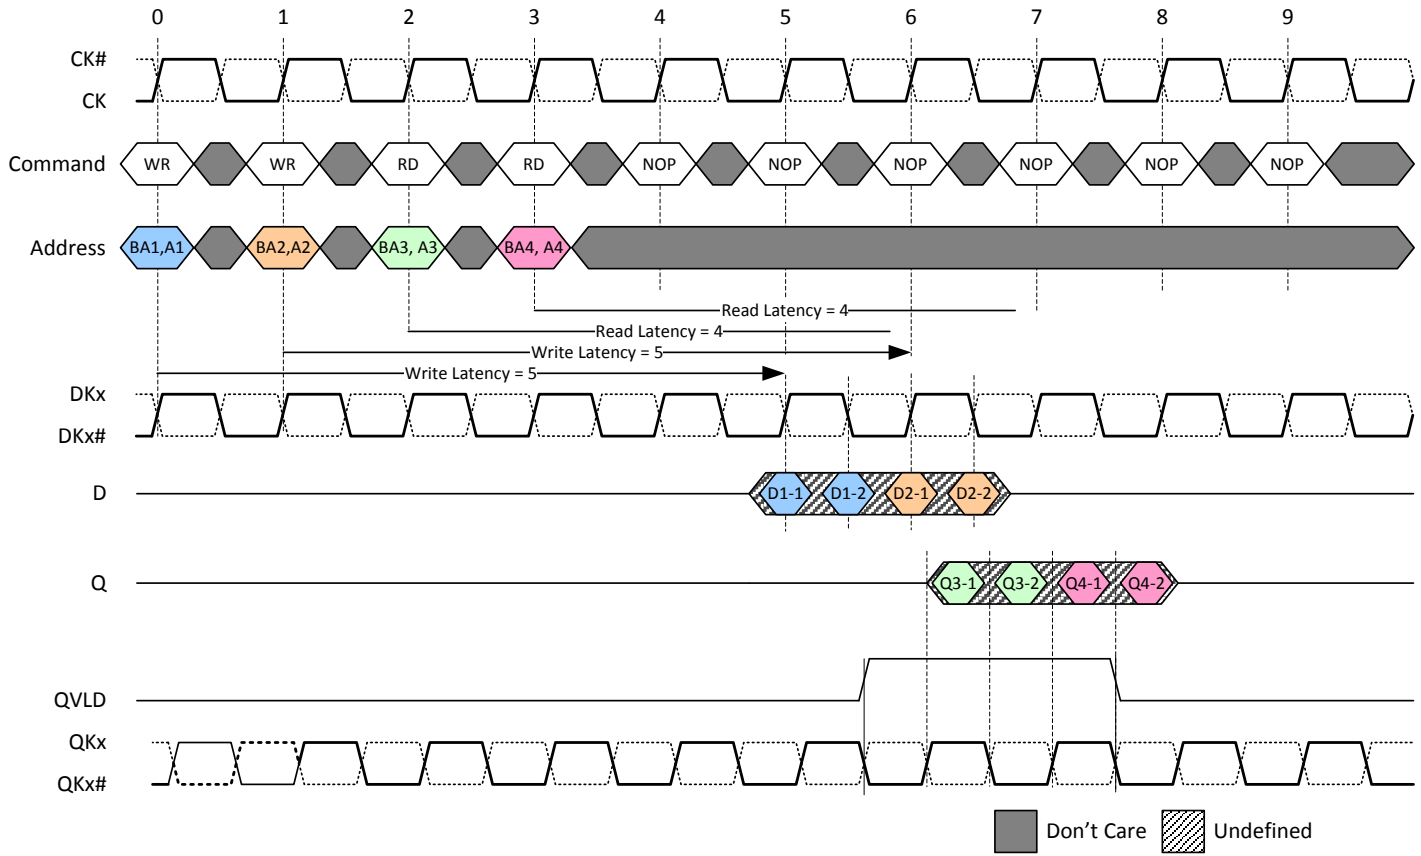 0 1 2 3 4 5 6 7 8 9
CK#
CK
Command WR WR RD RD NOP NOP NOP NOP NOP NOP
Address BA1,A1 BA2,A2 BA3, A3 BA4, A4
Read Latency = 4
Read Latency = 4
Write Latency = 5
Write Latency = 5
DKx
DKx#
D D1-1 D1-2 D2-1 D2-2
Q Q3-1 Q3-2 Q4-1 Q4-2
QVLD
QKx
QKx#
Don't Care Undefined